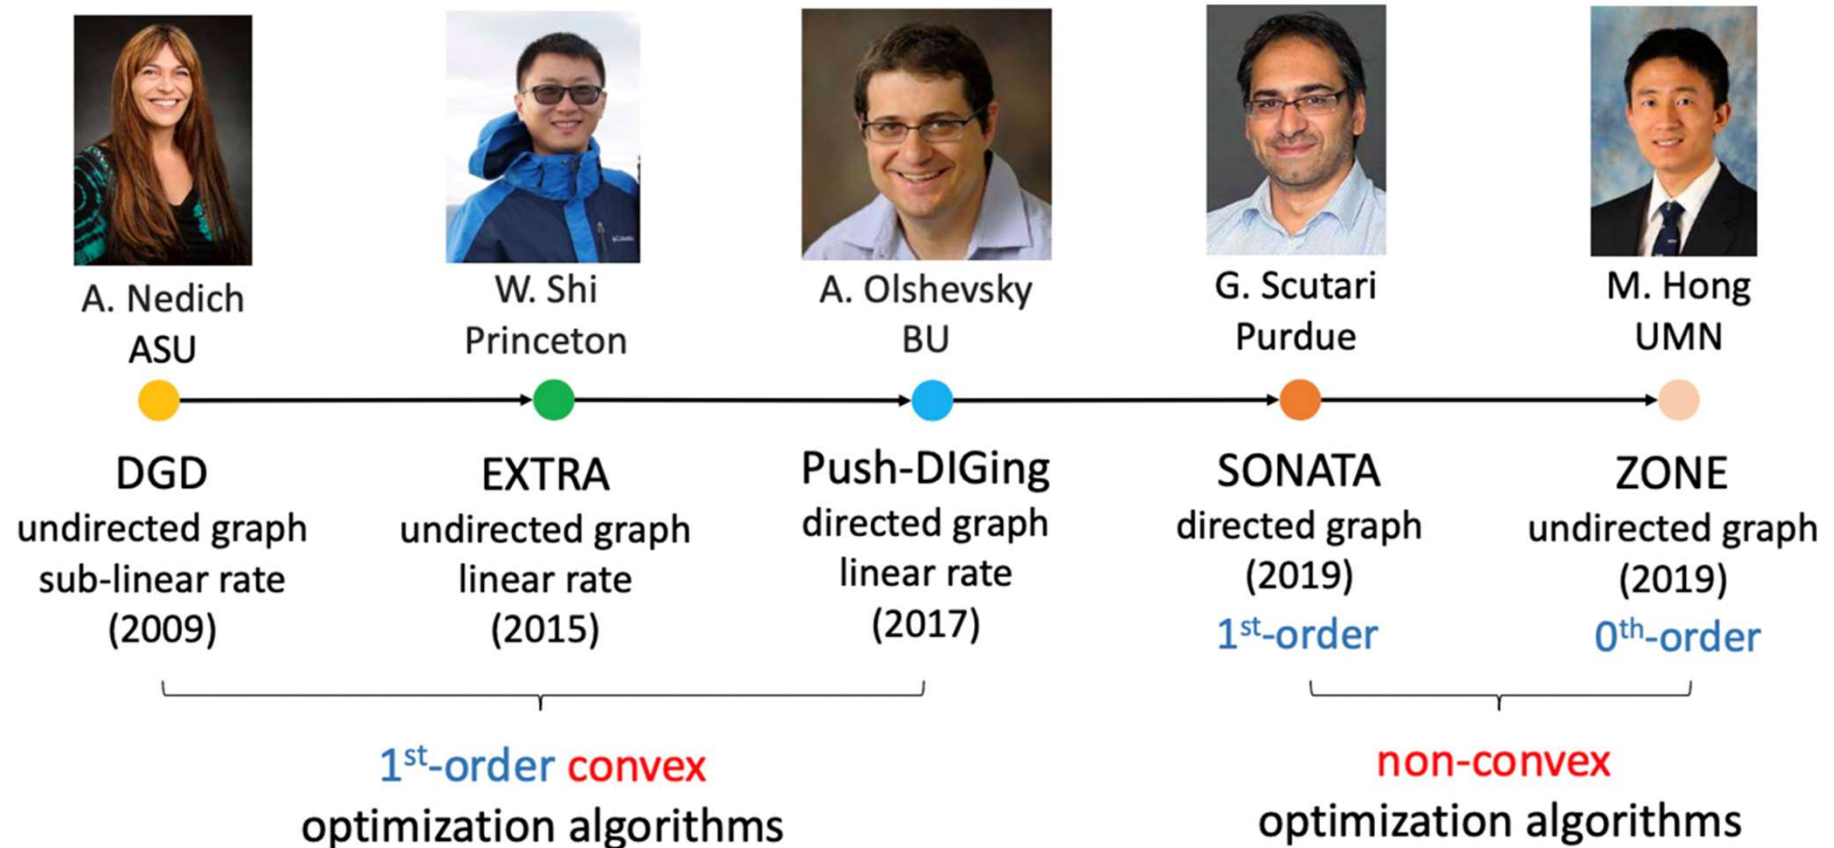 A. Nedich
ASU
W. Shi
Princeton
A. Olshevsky
BU
G. Scutari
Purdue
M. Hong
UMN
DGD
undirected graph
sub-linear rate
(2009)
EXTRA
undirected graph
linear rate
(2015)
Push-DIGing
directed graph
linear rate
(2017)
SONATA
directed graph
(2019)
1st-order
ZONE
undirected graph
(2019)
0th-order
1st-order convex
optimization algorithms
non-convex
optimization algorithms